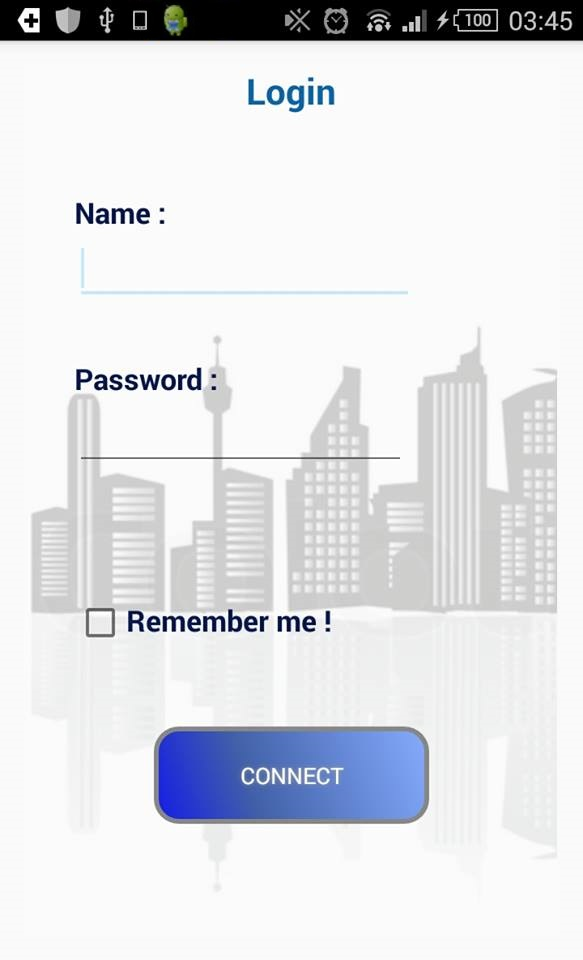 100 03:45
Login
Name :
Password :
Remember me !
CONNECT